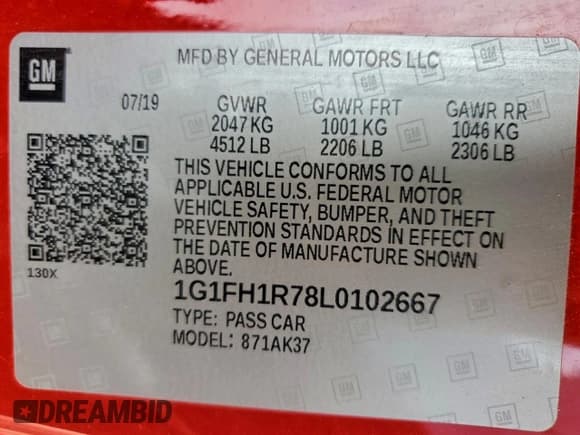 GM
MFD BY GENERAL MOTORS LLC
07/19 GVWR GAWR FRT GAWR RR
2047 KG 1001 KG 1046 KG
4512 LB 2206 LB 2306 LB
THIS VEHICLE CONFORMS TO ALL
APPLICABLE U.S. FEDERAL MOTOR
VEHICLE SAFETY, BUMPER, AND THEFT
PREVENTION STANDARDS IN EFFECT ON
THE DATE OF MANUFACTURE SHOWN
ABOVE.
130X
1G1FH1R78L0102667
TYPE: PASS CAR
MODEL: 871AK37
DREAMBID